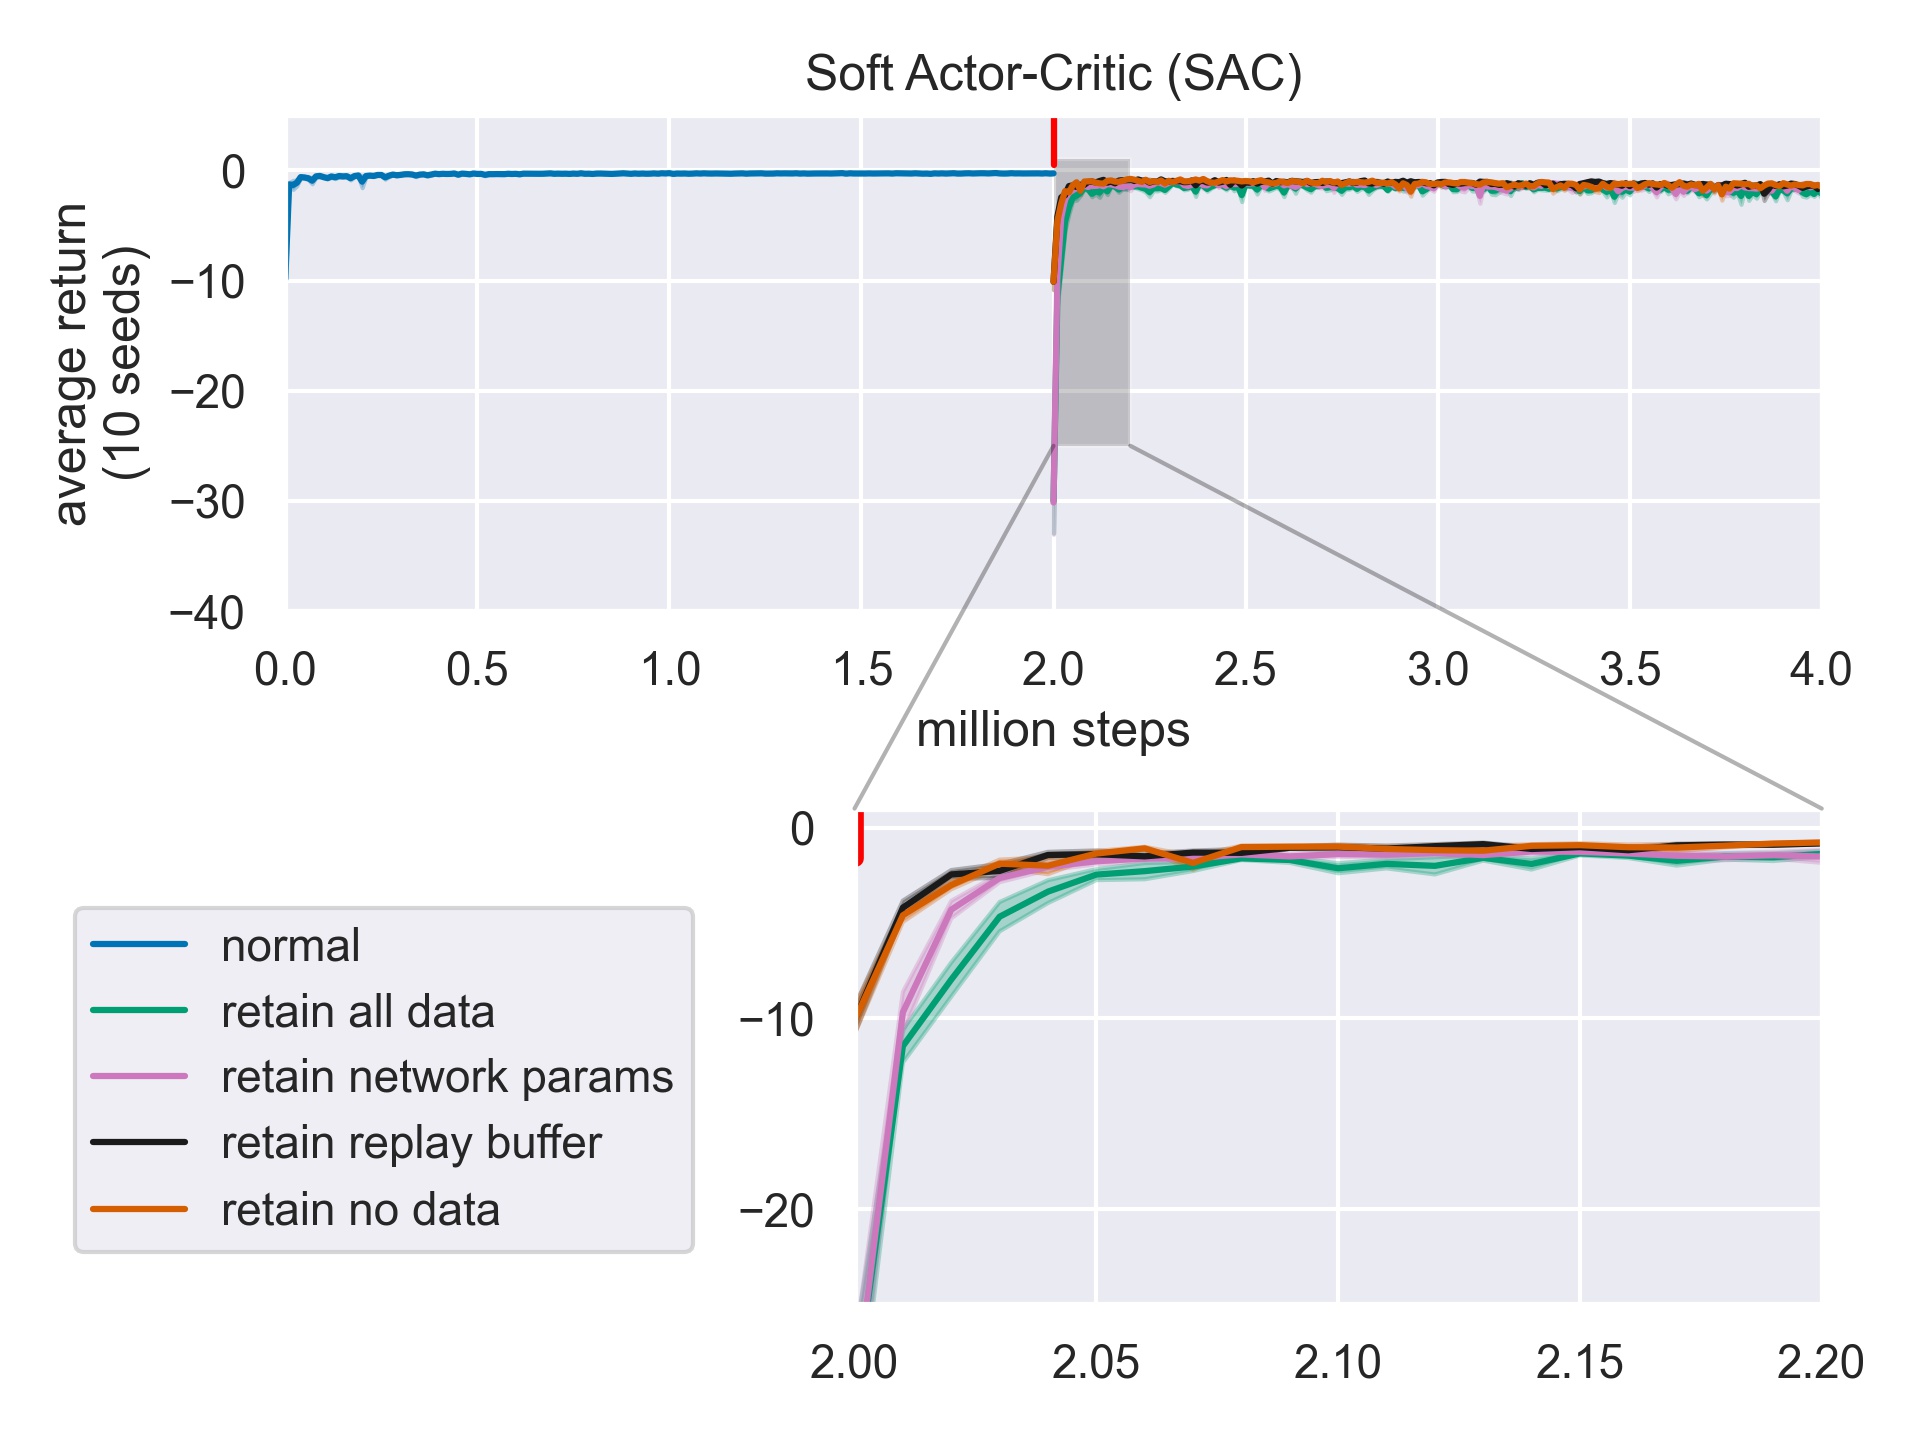 Soft Actor-Critic (SAC)
average return
(10 seeds)
0
−10
−20
−30
−40
0.0 0.5 1.0 1.5 2.0 2.5 3.0 3.5 4.0
million steps
normal
retain all data
retain network params
retain replay buffer
retain no data
0
−10
−20
2.00 2.05 2.10 2.15 2.20